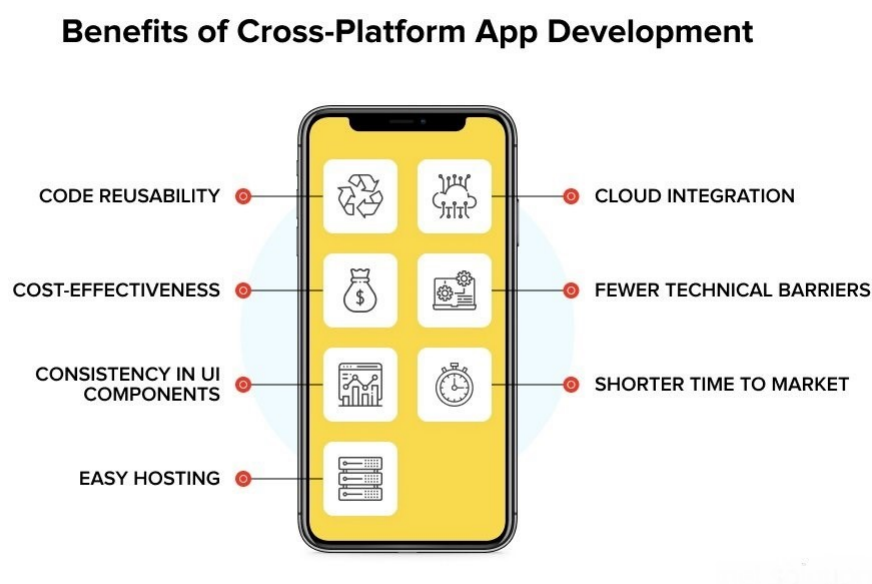 Benefits of Cross-Platform App Development
CODE REUSABILITY
CLOUD INTEGRATION
COST-EFFECTIVENESS
$
FEWER TECHNICAL BARRIERS
CONSISTENCY IN UI
COMPONENTS
SHORTER TIME TO MARKET
EASY HOSTING